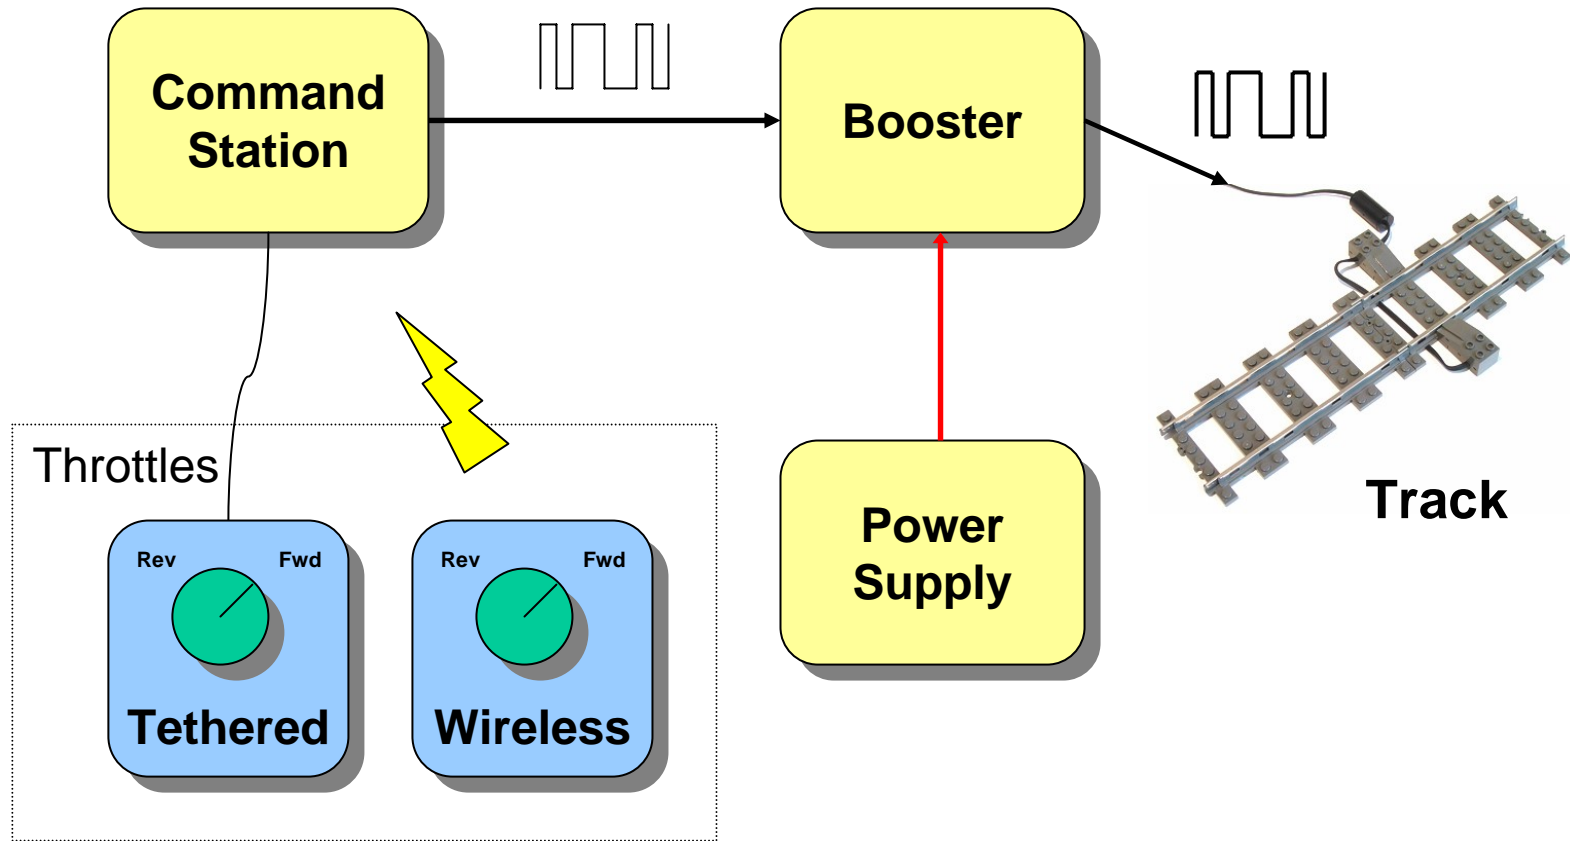 Command
Station
Booster
Throttles
Rev Fwd
Tethered
Rev Fwd
Wireless
Power
Supply
Track